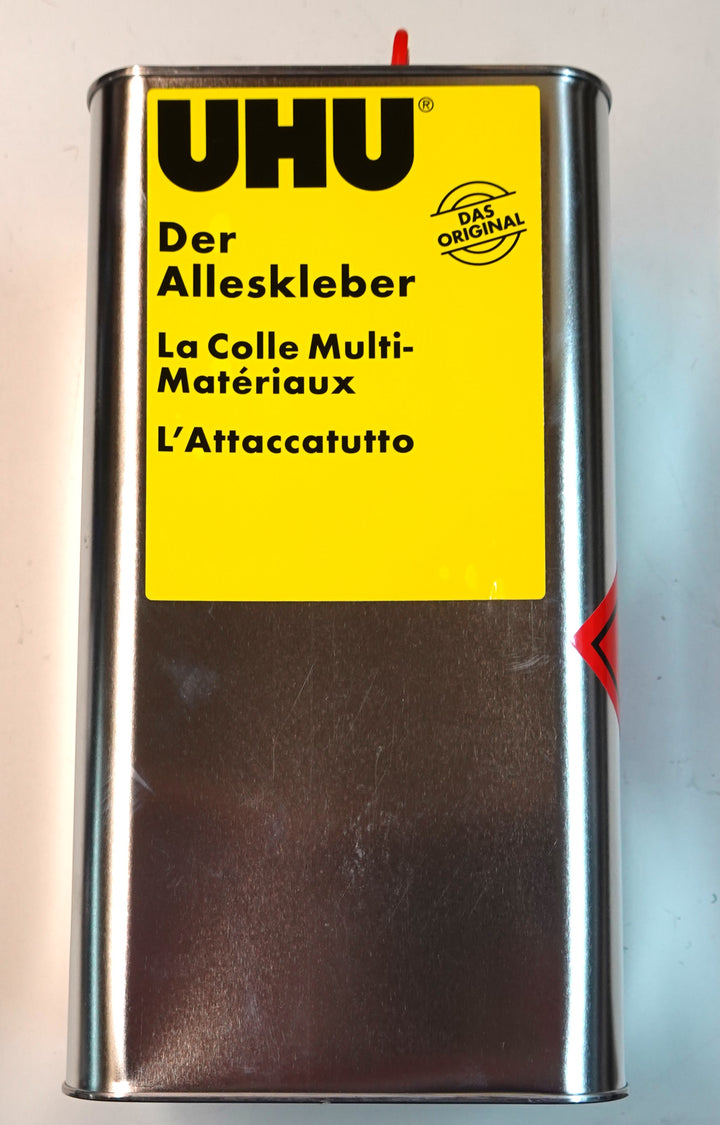 UHU®
DAS
ORIGINAL
Der
Alleskleber
La Colle Multi-
Matériaux
L'Attaccatutto